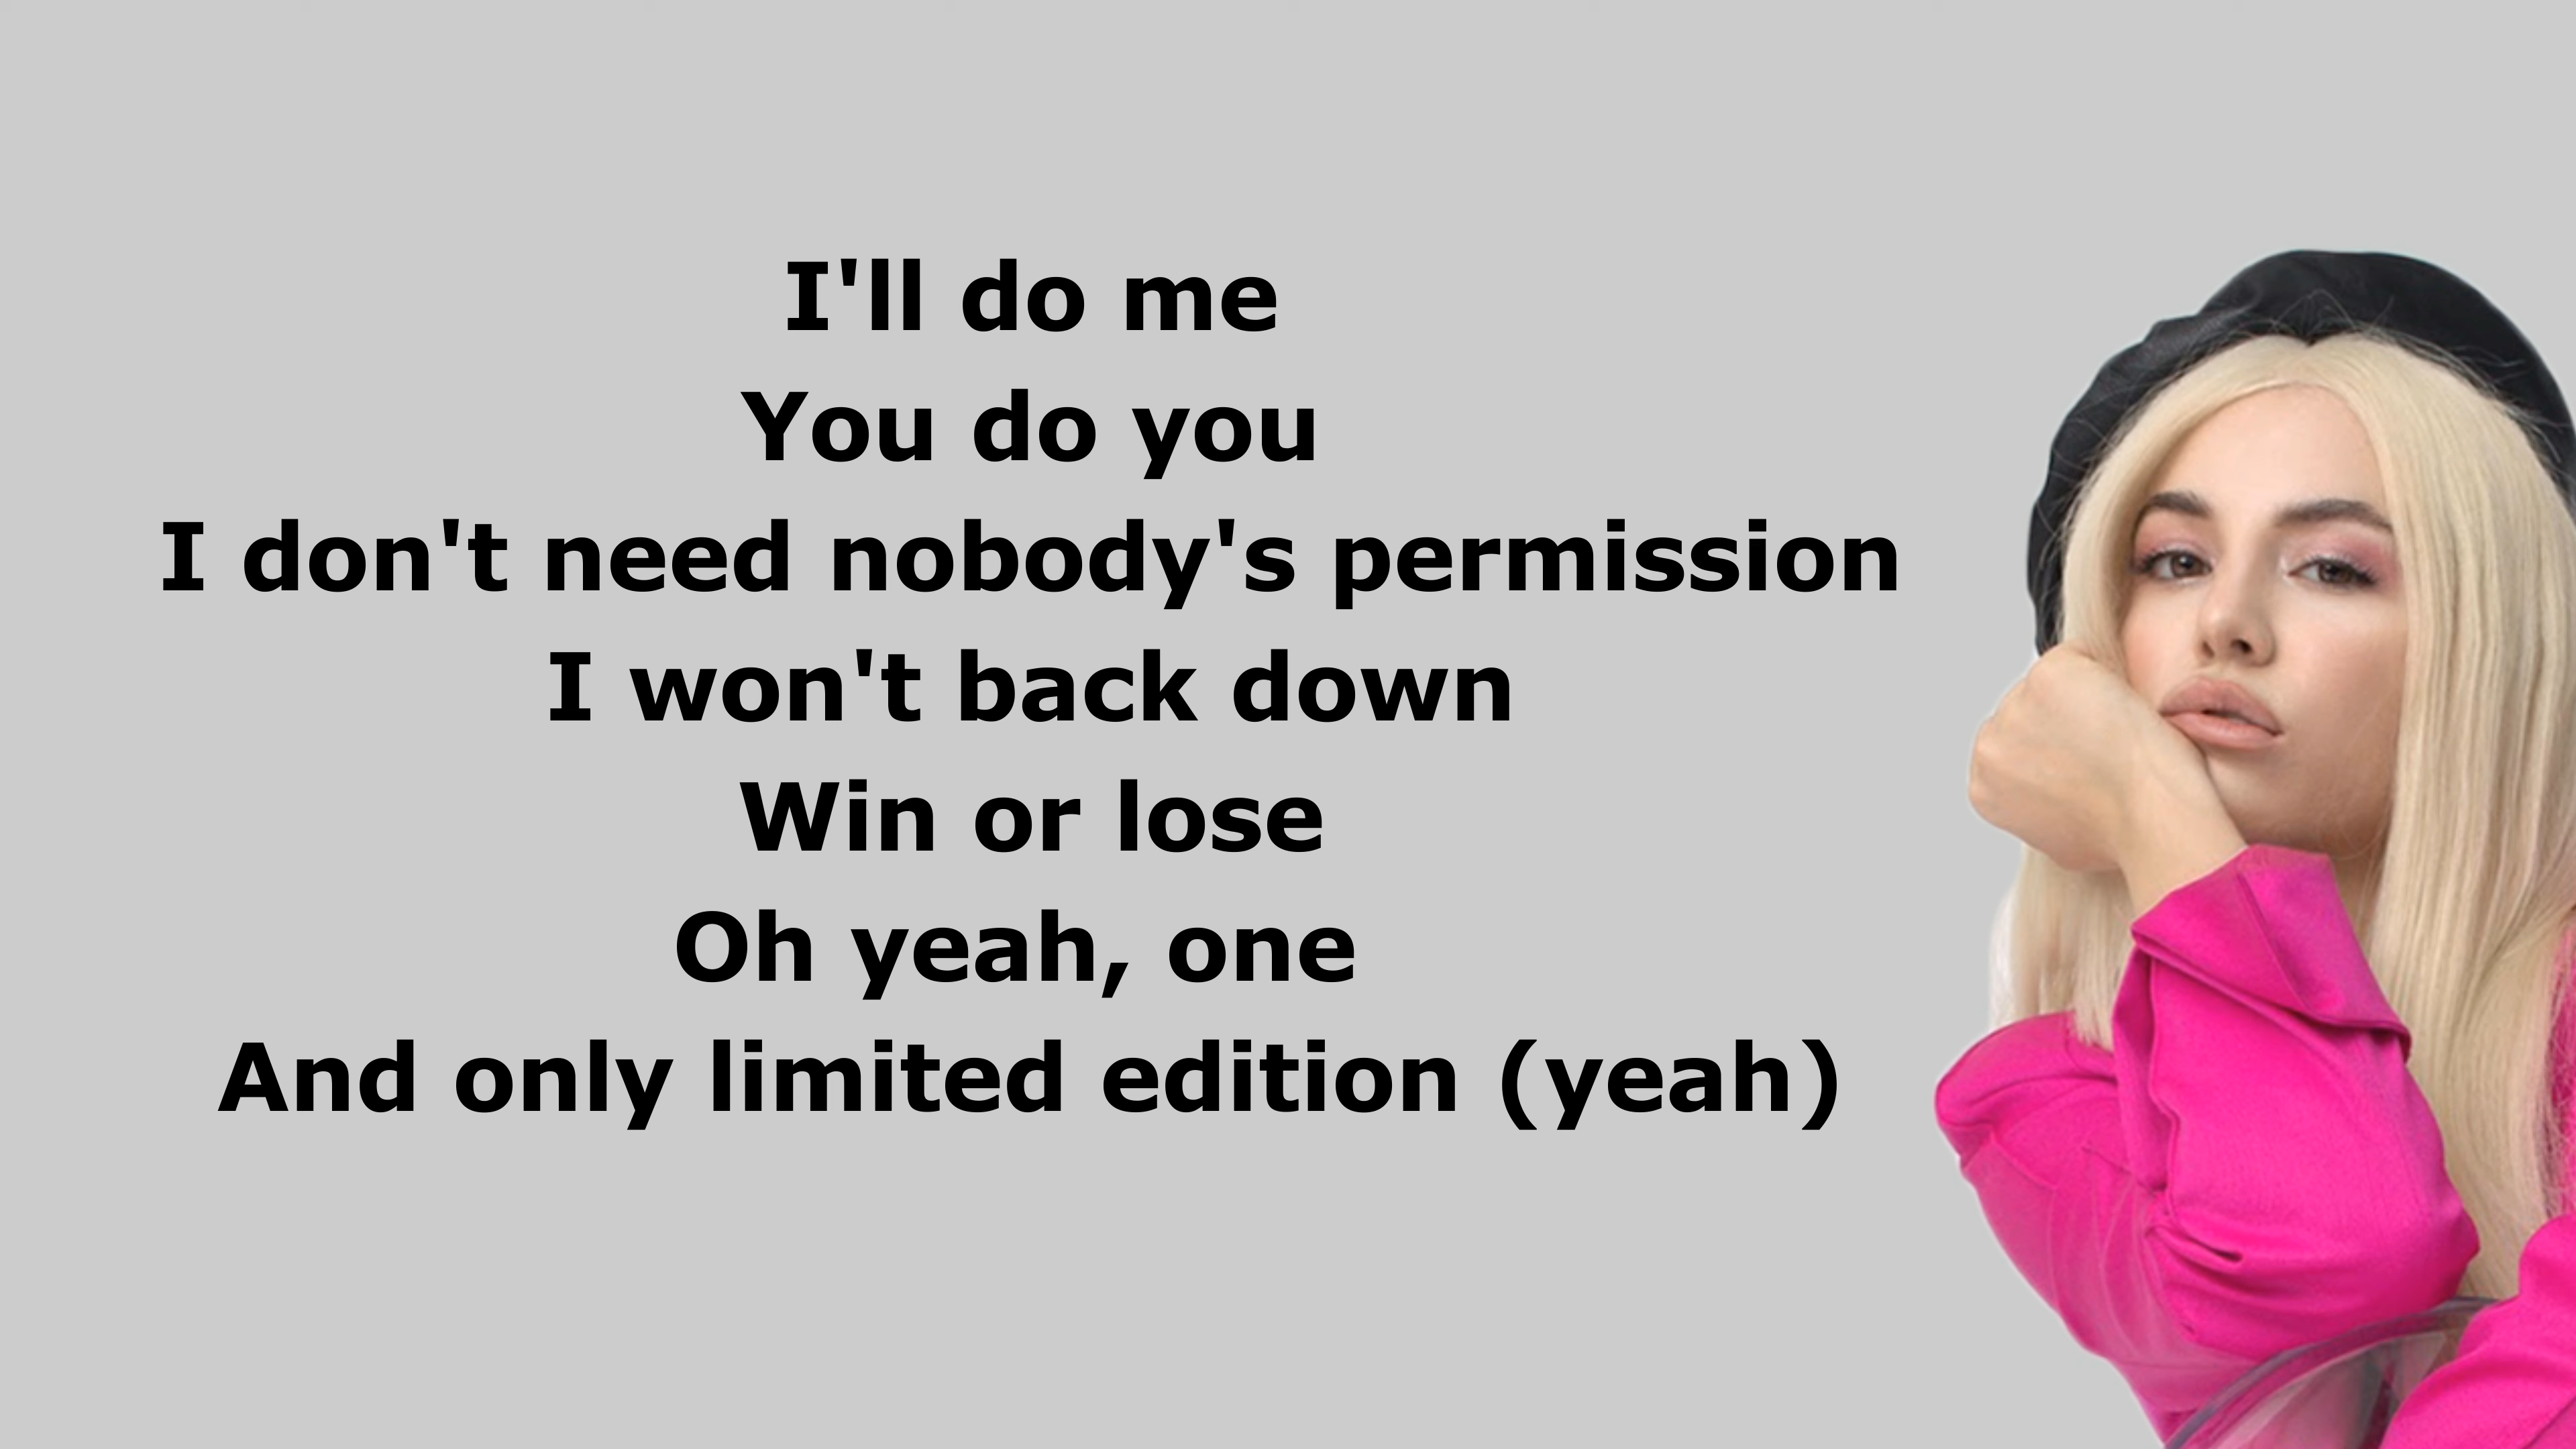 I'll do me
You do you
I don't need nobody's permission
I won't back down
Win or lose
Oh yeah, one
And only limited edition (yeah)